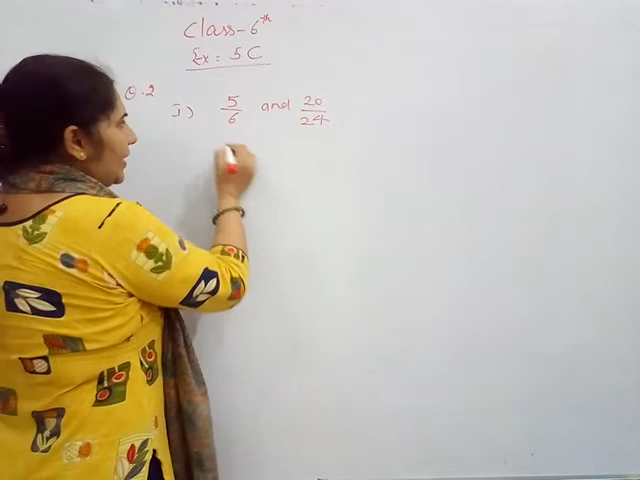 Class-6th
Ex = 5C
Q.2
I) 5/6 and 20/24